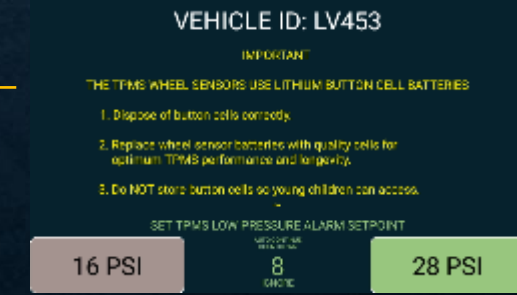 VEHICLE ID: LV453
IMPORTANT
THE TPMS WHEEL SENSORS USE LITHIUM BUTTON CELL BATTERIES
1. Dispose of button cells correctly.
2. Replace wheel sensor batteries with quality cells for
optimum TPMS performance and longevity.
3. Do NOT store button cells so young children can access.
SET TPMS LOW PRESSURE ALARM SETPOINT
16 PSI
8
IGNORE
28 PSI